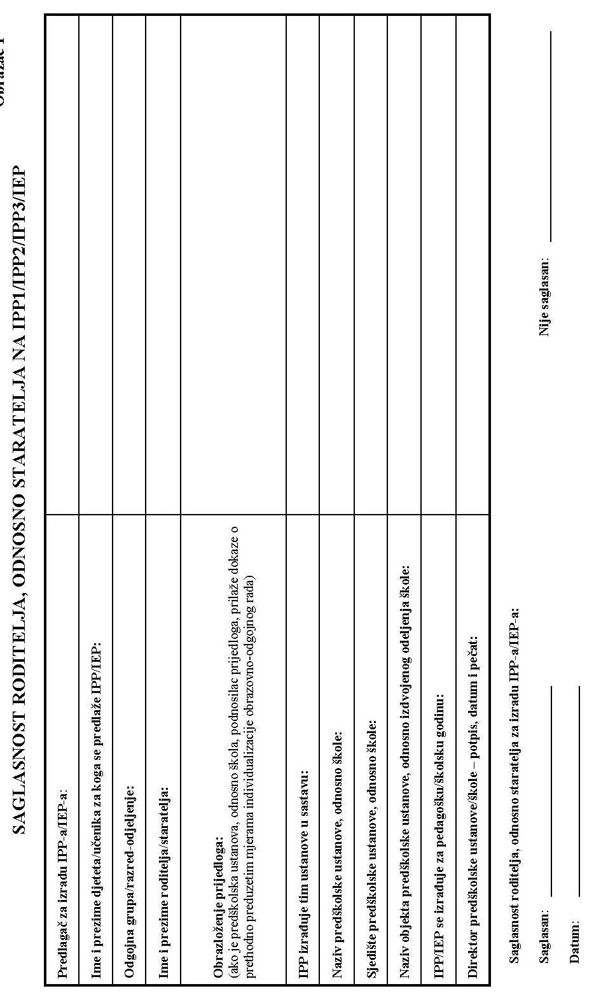 Obrazac 1
SAGLASNOST RODITELJA, ODNOSNO STARATELJA NA IPP1/IPP2/IPP3/IEP
Predlagač za izradu IPP-a/IEP-a:
Ime i prezime djeteta/učenika za koga se predlaže IPP/IEP:
Odgojna grupa/razred-odjeljenje:
Ime i prezime roditelja/staratelja:
Obrazloženje prijedloga:
(ako je predškolska ustanova, odnosno škola, podnosilac prijedloga, prilaže dokaze o
prethodno preduzetim mjerama individualizacije obrazovno-odgojnog rada)
IPP izrađuje tim ustanove u sastavu:
Naziv predškolske ustanove, odnosno škole:
Sjedište predškolske ustanove, odnosno škole:
Naziv objekta predškolske ustanove, odnosno izdvojenog odeljenja škole:
IPP/IEP se izrađuje za pedagošku/školsku godinu:
Direktor predškolske ustanove/škole – potpis, datum i pečat:
Saglasnost roditelja, odnosno staratelja za izradu IPP-a/IEP-a:
Saglasan: Nije saglasan:
Datum: